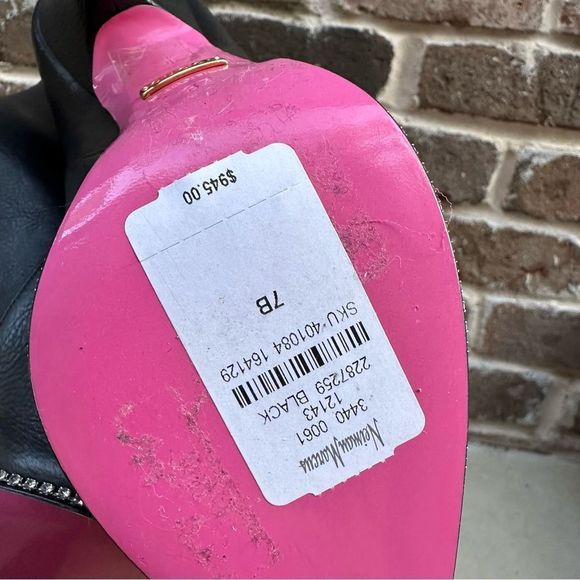 Neiman Marcus
3440 0061
12143
2287259 BLACK
SKU 401084 164129
7B
$945.00